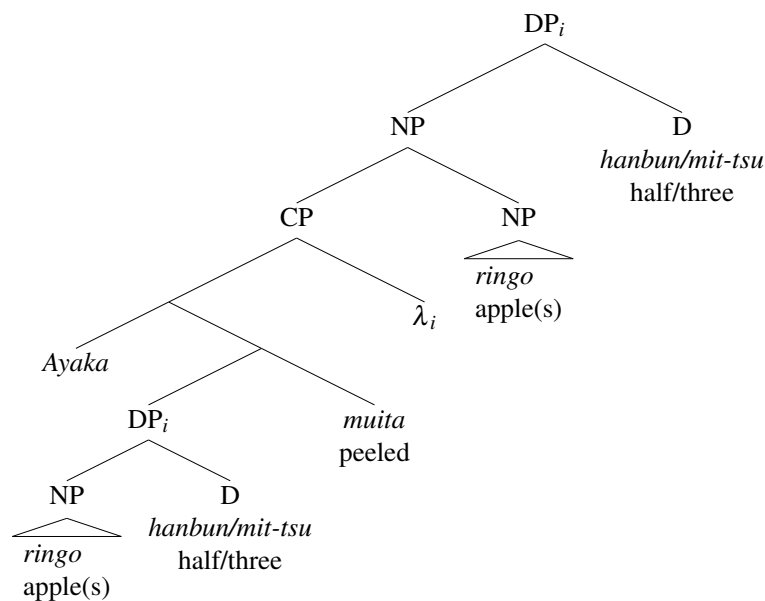 DPi
NP D
hanbun/mit-tsu
half/three
CP NP
ringo
apple(s)
λi
Ayaka
DPi muita
peeled
NP D
hanbun/mit-tsu
half/three
ringo
apple(s)